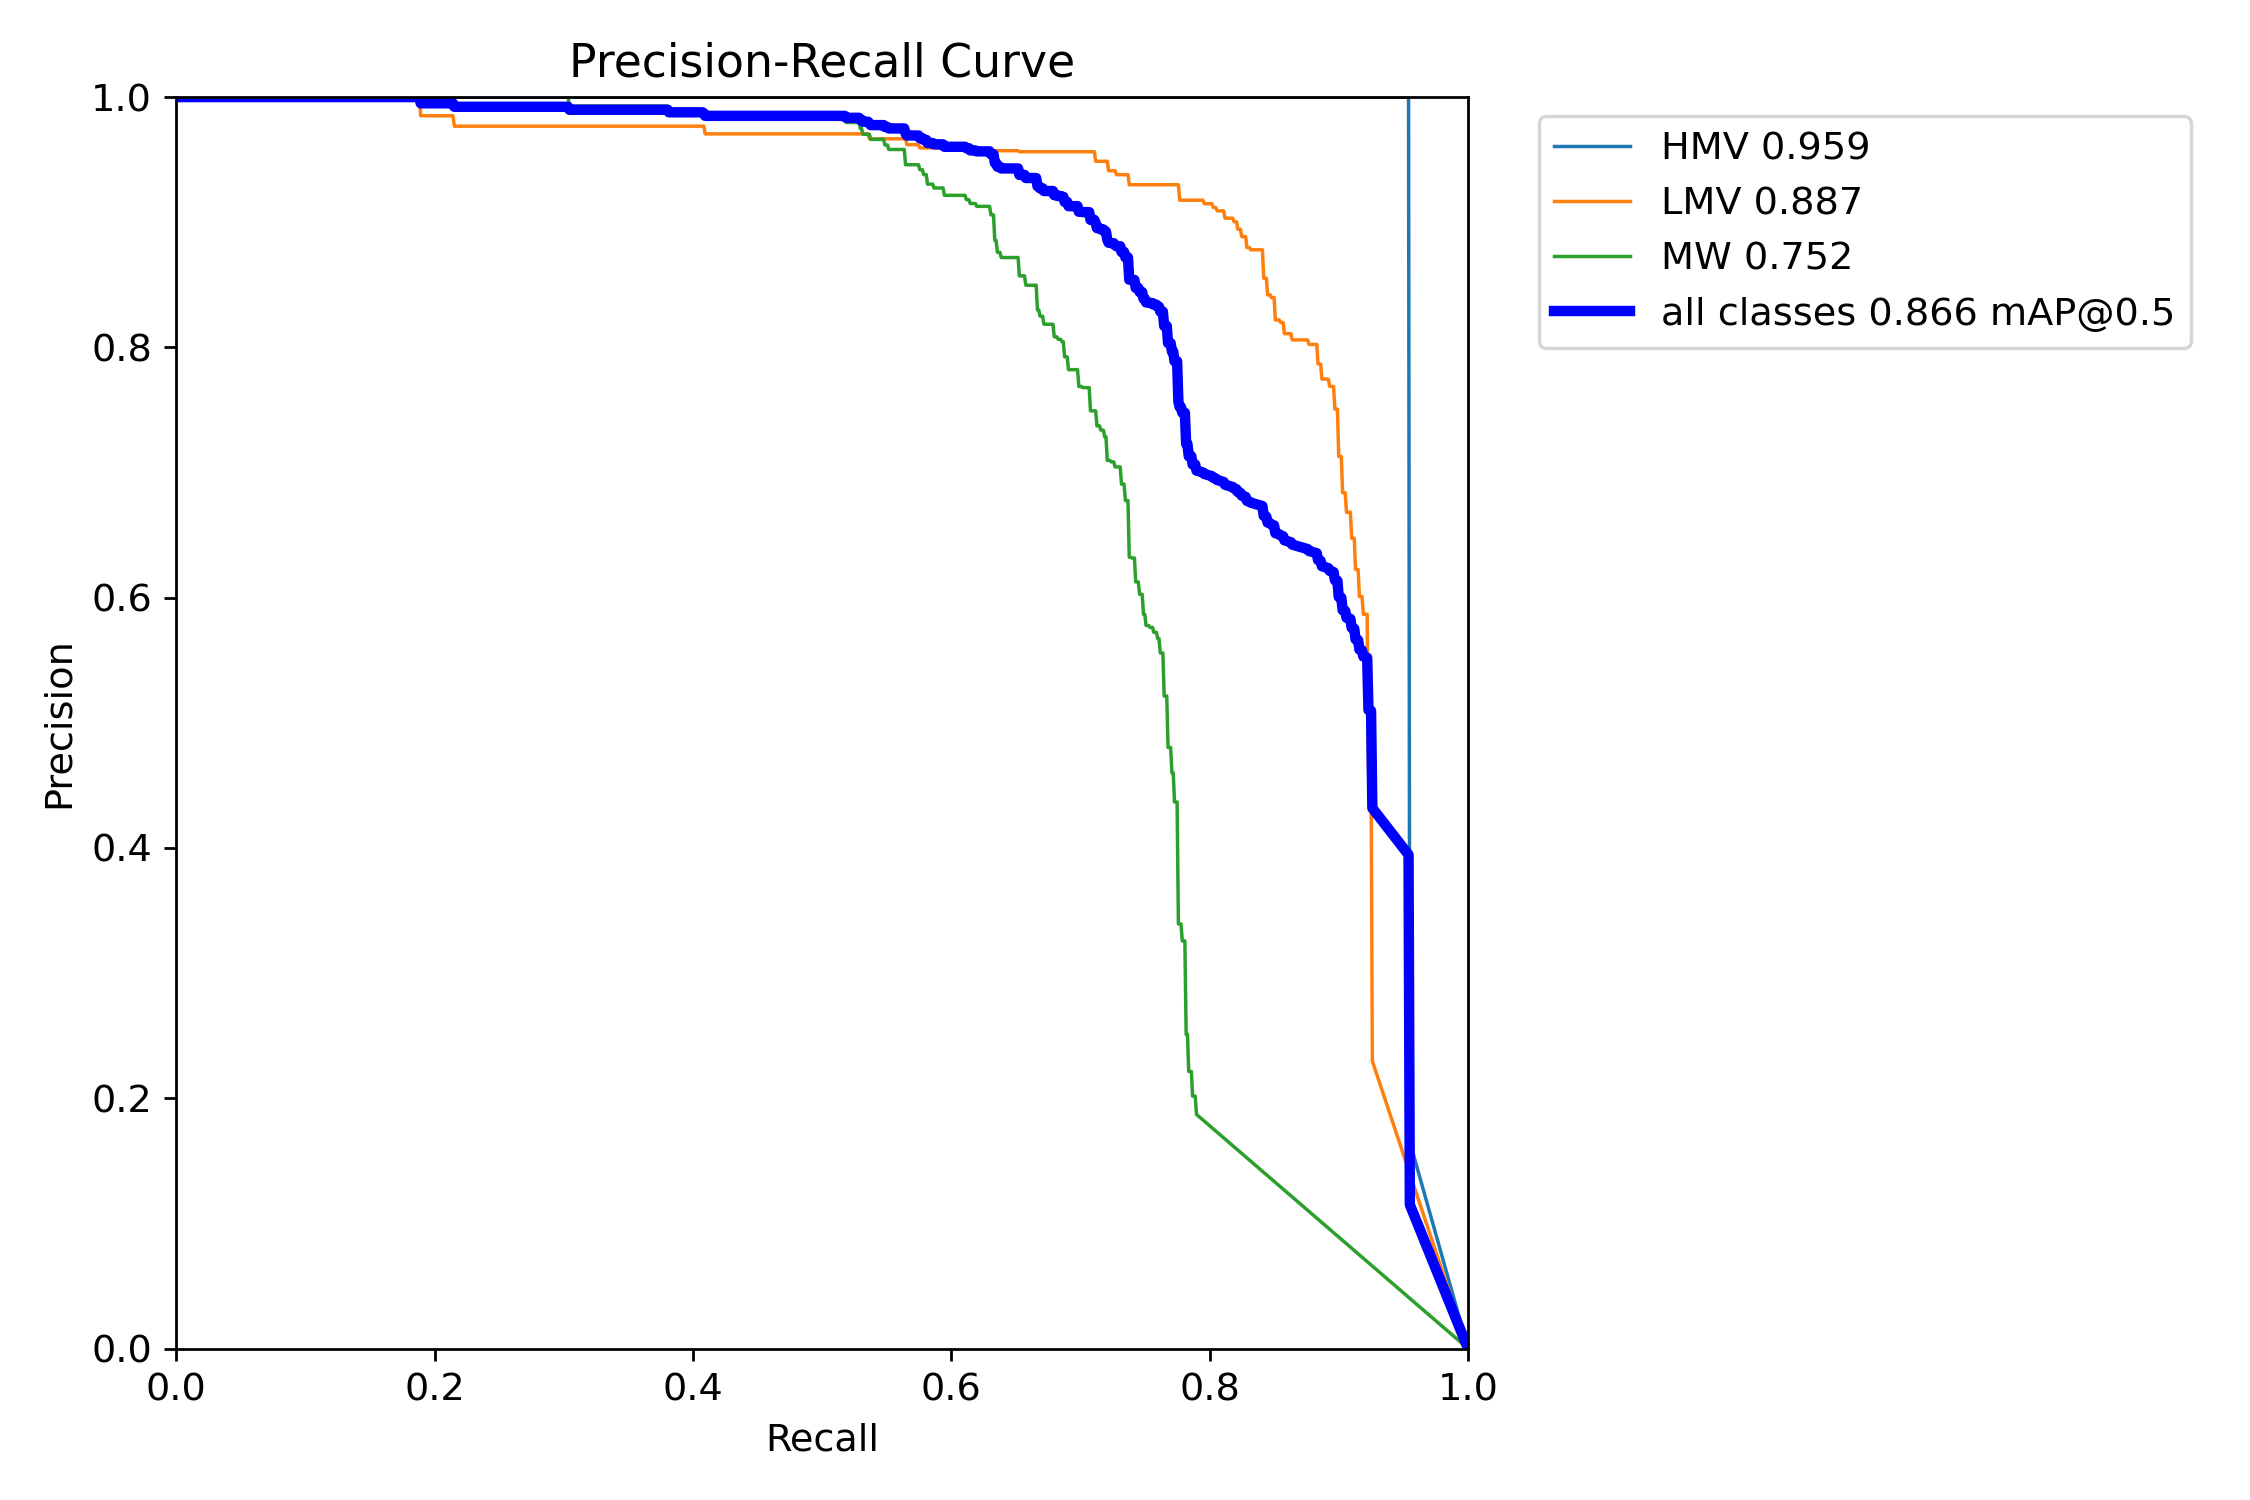 Precision-Recall Curve
1.0
0.8
0.6
0.4
0.2
0.0
Precision
0.0 0.2 0.4 0.6 0.8 1.0
Recall
HMV 0.959
LMV 0.887
MW 0.752
all classes 0.866 mAP@0.5